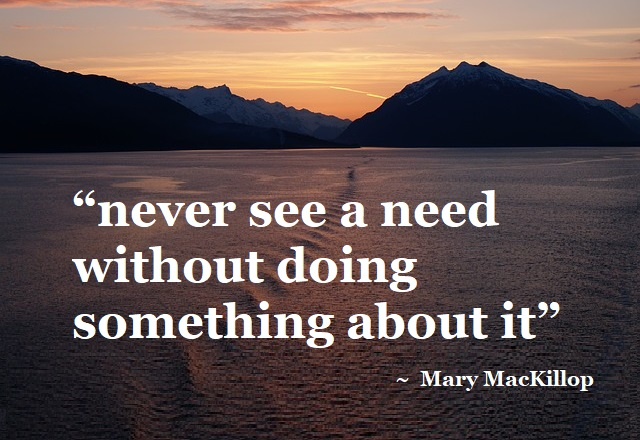 “never see a need
without doing
something about it”
~ Mary MacKillop